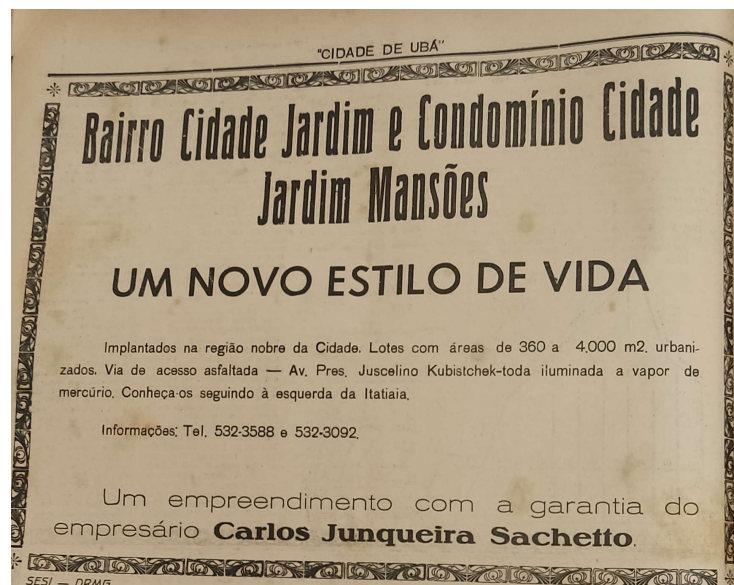 "CIDADE DE UBÁ"
Bairro Cidade Jardim e Condomínio Cidade
Jardim Mansões
UM NOVO ESTILO DE VIDA
Implantados na região nobre da Cidade. Lotes com áreas de 360 a 4.000 m2. urbani-
zados. Via de acesso asfaltada — Av. Pres. Juscelino Kubistchek-toda iluminada a vapor de
mercúrio. Conheça-os seguindo à esquerda da Itatiaia.
Informações: Tel. 532-3588 e 532-3092.
Um empreendimento com a garantia do
empresário Carlos Junqueira Sachetto.
SESI — DRMG